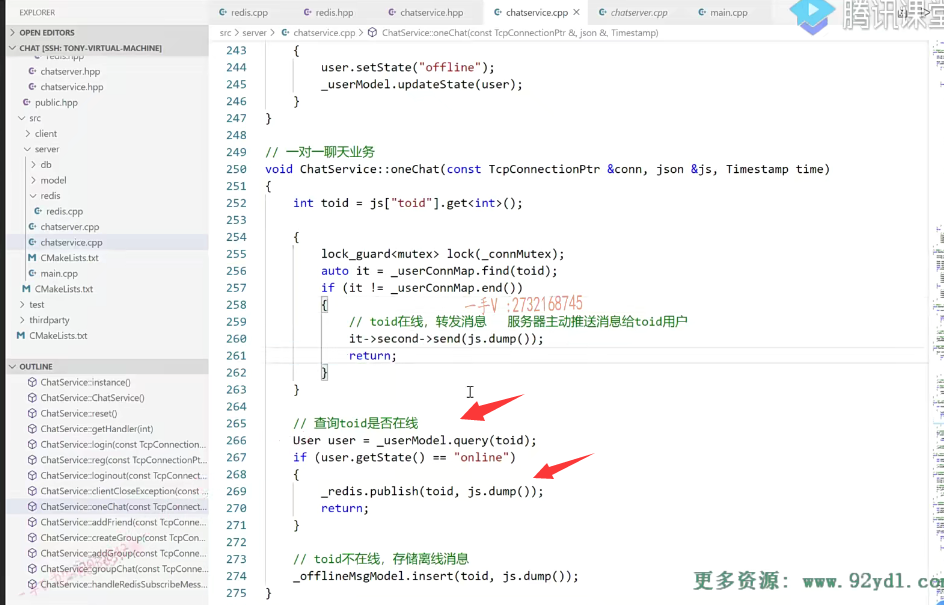 EXPLORER
OPEN EDITORS
CHAT [SSH: TONY-VIRTUAL-MACHINE]
redis.hpp
chatserver.hpp
chatservice.hpp
public.hpp
src
client
server
db
model
redis
redis.cpp
chatserver.cpp
chatservice.cpp
CMakeLists.txt
main.cpp
CMakeLists.txt
test
thirdparty
CMakeLists.txt
OUTLINE
ChatService::instance()
ChatService::ChatService()
ChatService::reset()
ChatService::getHandler(int)
ChatService::login(const TcpConnection...
ChatService::reg(const TcpConnectionPt...
ChatService::loginout(const TcpConnect...
ChatService::clientCloseException(const ...
ChatService::oneChat(const TcpConnect...
ChatService::addFriend(const TcpConne...
ChatService::createGroup(const TcpCon...
ChatService::addGroup(const TcpConne...
ChatService::groupChat(const TcpConne...
ChatService::handleRedisSubscribeMess...
redis.cpp redis.hpp chatservice.hpp chatservice.cpp × chatserver.cpp main.cpp
腾讯课堂
src > server > chatservice.cpp > ChatService::oneChat(const TcpConnectionPtr &, json &, Timestamp)
243 {
244 user.setState("offline");
245 _userModel.updateState(user);
246 }
247 }
248
249 // 一对一聊天业务
250 void ChatService::oneChat(const TcpConnectionPtr &conn, json &js, Timestamp time)
251 {
252 int toid = js["toid"].get<int>();
253
254 {
255 lock_guard<mutex> lock(_connMutex);
256 auto it = _userConnMap.find(toid);
257 if (it != _userConnMap.end())
258 {
一手V :2732168745
259 // toid在线，转发消息 服务器主动推送消息给toid用户
260 it->second->send(js.dump());
261 return;
262 }
263 }
264
265 // 查询toid是否在线
266 User user = _userModel.query(toid);
267 if (user.getState() == "online")
268 {
269 _redis.publish(toid, js.dump());
270 return;
271 }
272
273 // toid不在线，存储离线消息
274 _offlineMsgModel.insert(toid, js.dump());
275 }
更多资源: www.92yd1.com